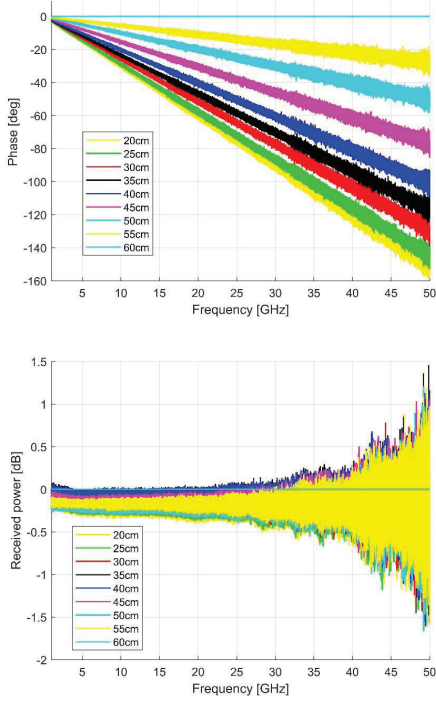 0
-20
-40
-60
-80
-100
-120
-140
-160
Phase [deg]
20cm
25cm
30cm
35cm
40cm
45cm
50cm
55cm
60cm
5 10 15 20 25 30 35 40 45 50
Frequency [GHz]
1.5
1
0.5
0
-0.5
-1
-1.5
-2
Received power [dB]
20cm
25cm
30cm
35cm
40cm
45cm
50cm
55cm
60cm
5 10 15 20 25 30 35 40 45 50
Frequency [GHz]